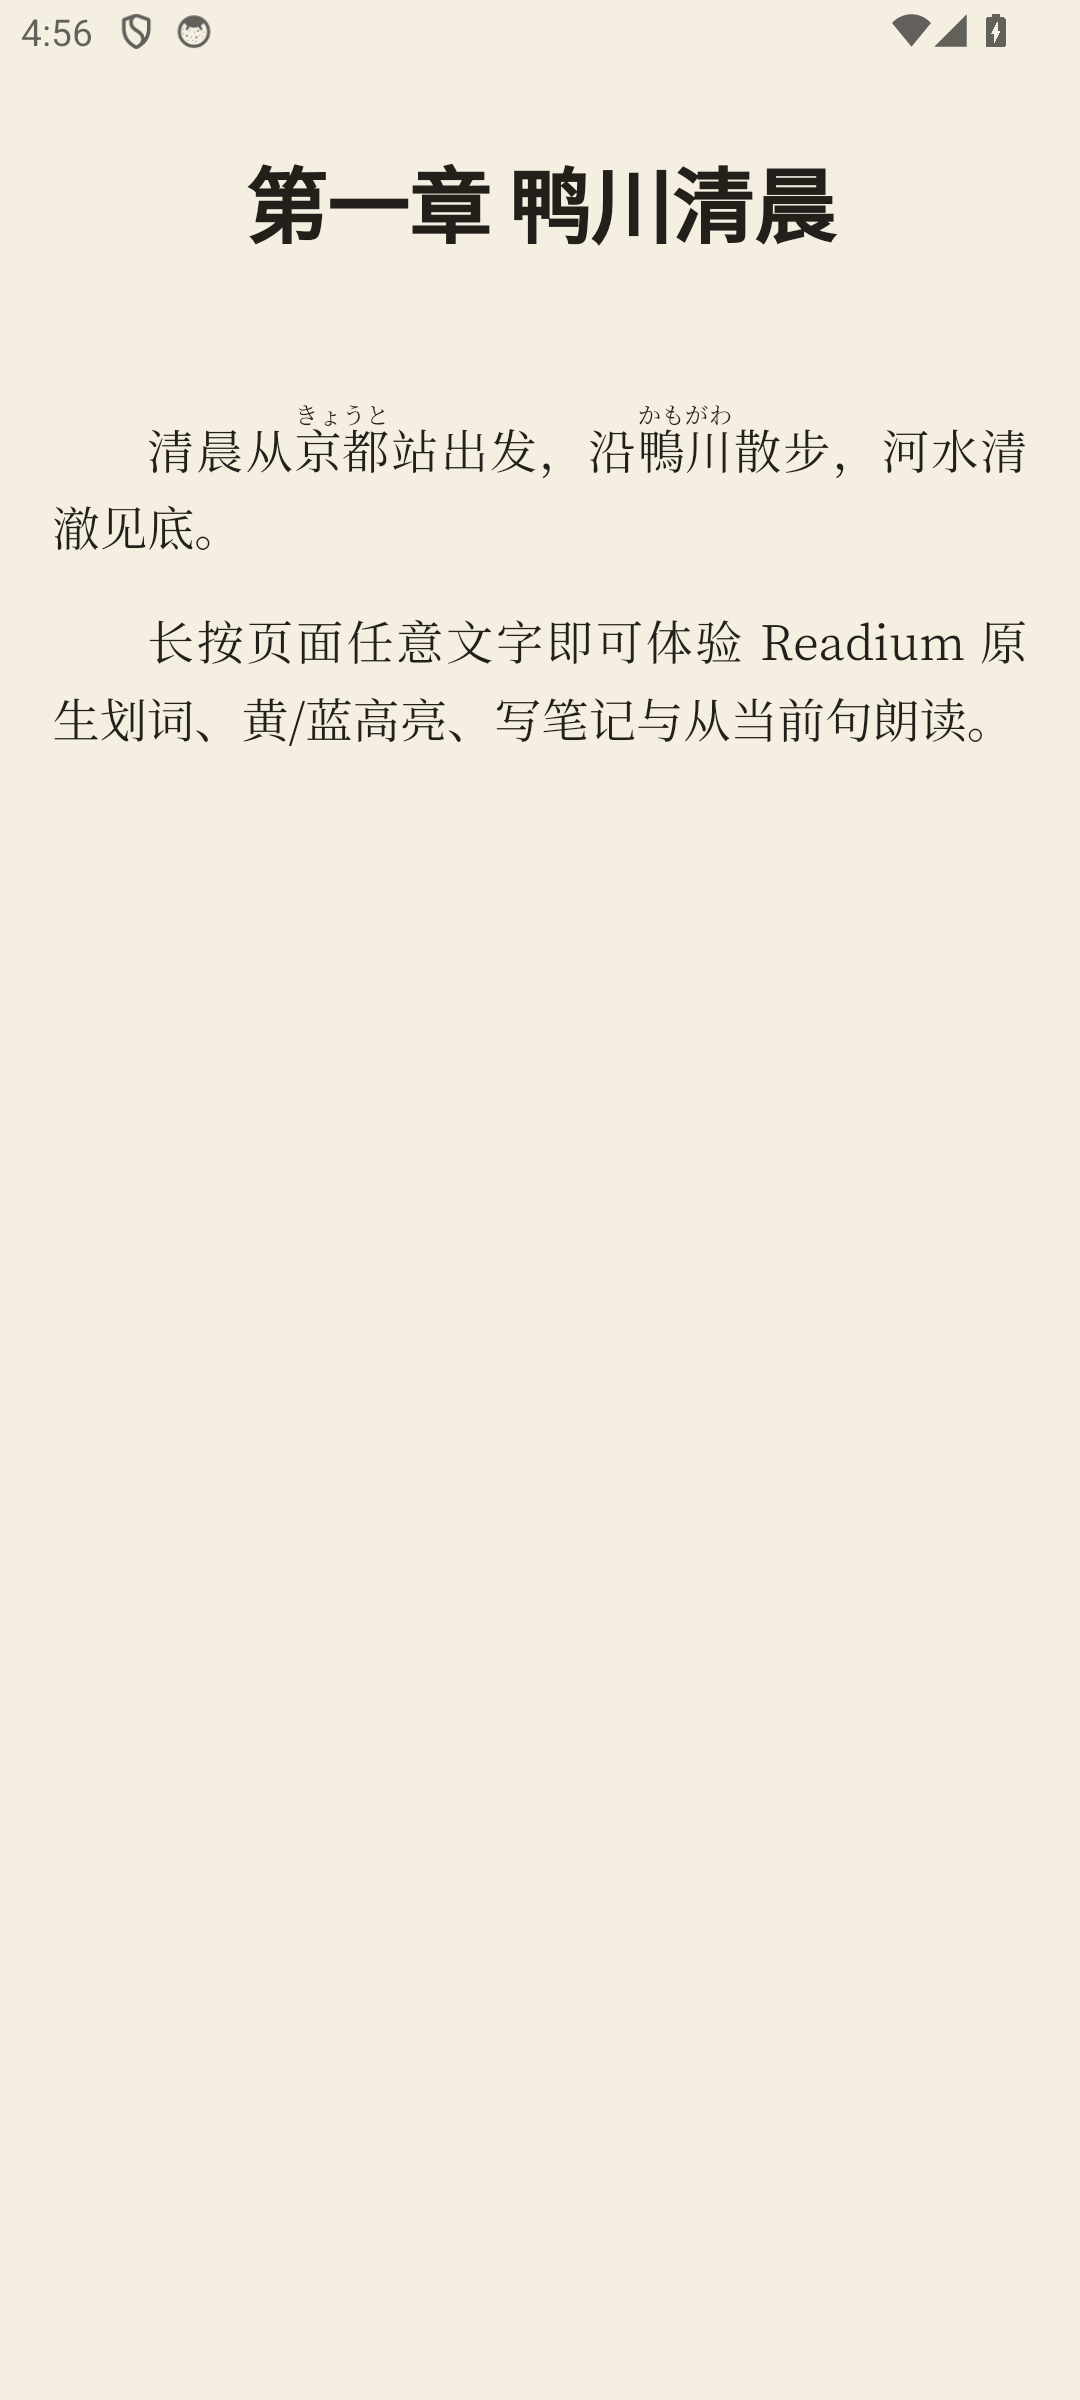 4:56
第一章 鸭川清晨
きょうと かもがわ
清晨从京都站出发，沿鴨川散步，河水清
澈见底。
长按页面任意文字即可体验 Readium 原
生划词、黄/蓝高亮、写笔记与从当前句朗读。